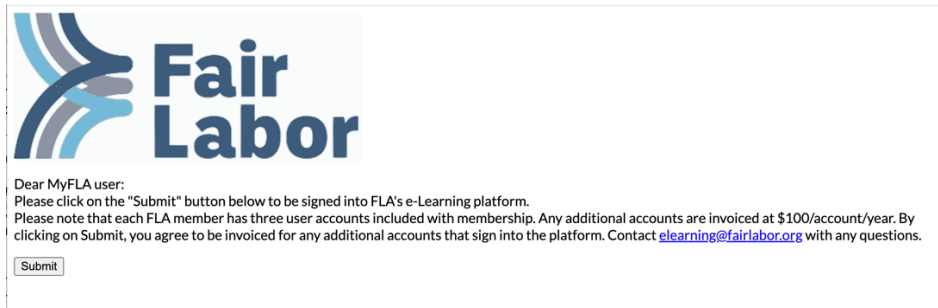 Fair
Labor
Dear MyFLA user:
Please click on the "Submit" button below to be signed into FLA's e-Learning platform.
Please note that each FLA member has three user accounts included with membership. Any additional accounts are invoiced at $100/account/year. By
clicking on Submit, you agree to be invoiced for any additional accounts that sign into the platform. Contact elearning@fairlabor.org with any questions.
Submit